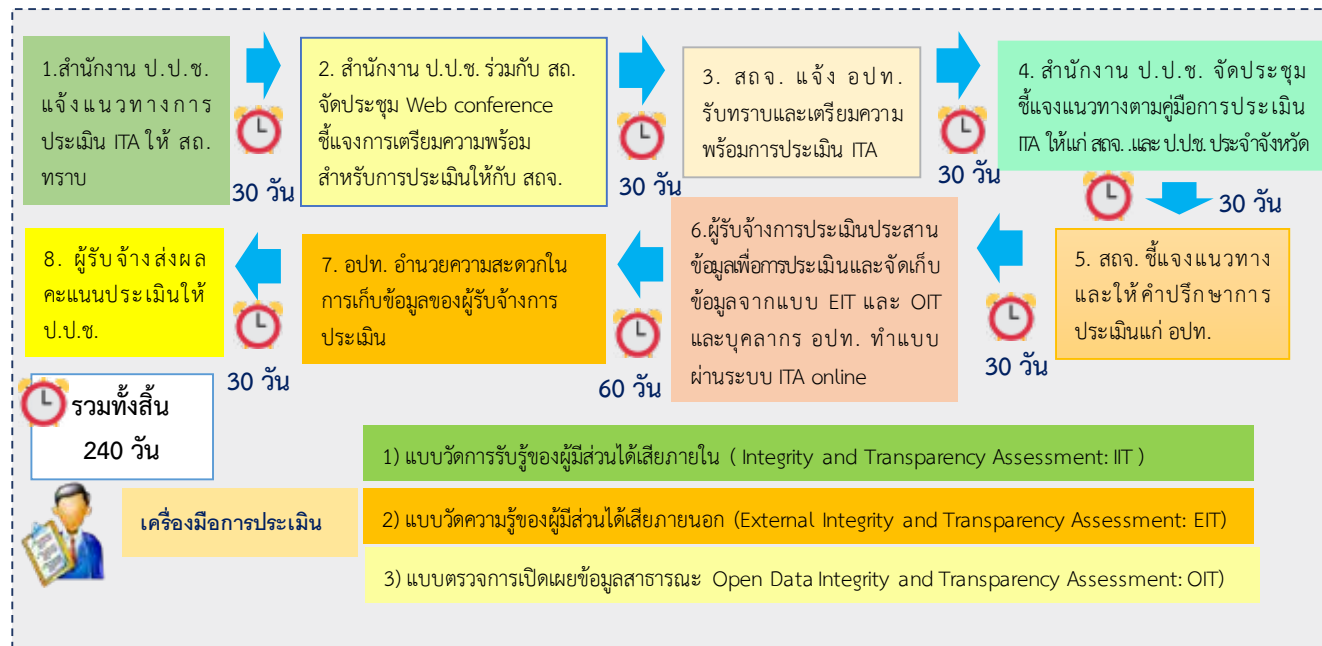 1.สำนักงาน ป.ป.ช.
แจ้งแนวทางการ
ประเมิน ITA ให้ สถ.
ทราบ
30 วัน
2. สำนักงาน ป.ป.ช. ร่วมกับ สถ.
จัดประชุม Web conference
ชี้แจงการเตรียมความพร้อม
สำหรับการประเมินให้กับ สถจ.
30 วัน
3. สถจ. แจ้ง อปท.
รับทราบและเตรียมความ
พร้อมการประเมิน ITA
30 วัน
4. สำนักงาน ป.ป.ช. จัดประชุม
ชี้แจงแนวทางตามคู่มือการประเมิน
ITA ให้แก่ สถจ. .และ ป.ป.ช. ประจำจังหวัด
30 วัน
5. สถจ. ชี้แจงแนวทาง
และให้คำปรึกษาการ
ประเมินแก่ อปท.
30 วัน
6.ผู้รับจ้างการประเมินประสาน
ข้อมูลเพื่อการประเมินและจัดเก็บ
ข้อมูลจากแบบ EIT และ OIT
และบุคลากร อปท. ทำแบบ
ผ่านระบบ ITA online
60 วัน
7. อปท. อำนวยความสะดวกใน
การเก็บข้อมูลของผู้รับจ้างการ
ประเมิน
30 วัน
8. ผู้รับจ้างส่งผล
คะแนนประเมินให้
ป.ป.ช.
รวมทั้งสิ้น
240 วัน
เครื่องมือการประเมิน
1) แบบวัดการรับรู้ของผู้มีส่วนได้เสียภายใน ( Integrity and Transparency Assessment: IIT )
2) แบบวัดความรู้ของผู้มีส่วนได้เสียภายนอก (External Integrity and Transparency Assessment: EIT)
3) แบบตรวจการเปิดเผยข้อมูลสาธารณะ Open Data Integrity and Transparency Assessment: OIT)